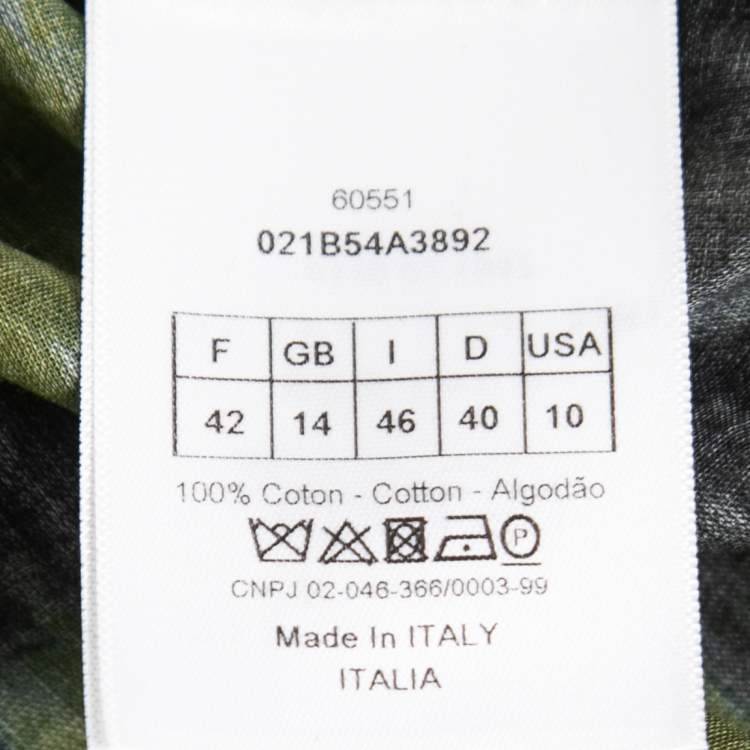 60551
021B54A3892
F GB I D USA
42 14 46 40 10
100% Coton - Cotton - Algodão
P
CNPJ 02-046-366/0003-99
Made In ITALY
ITALIA